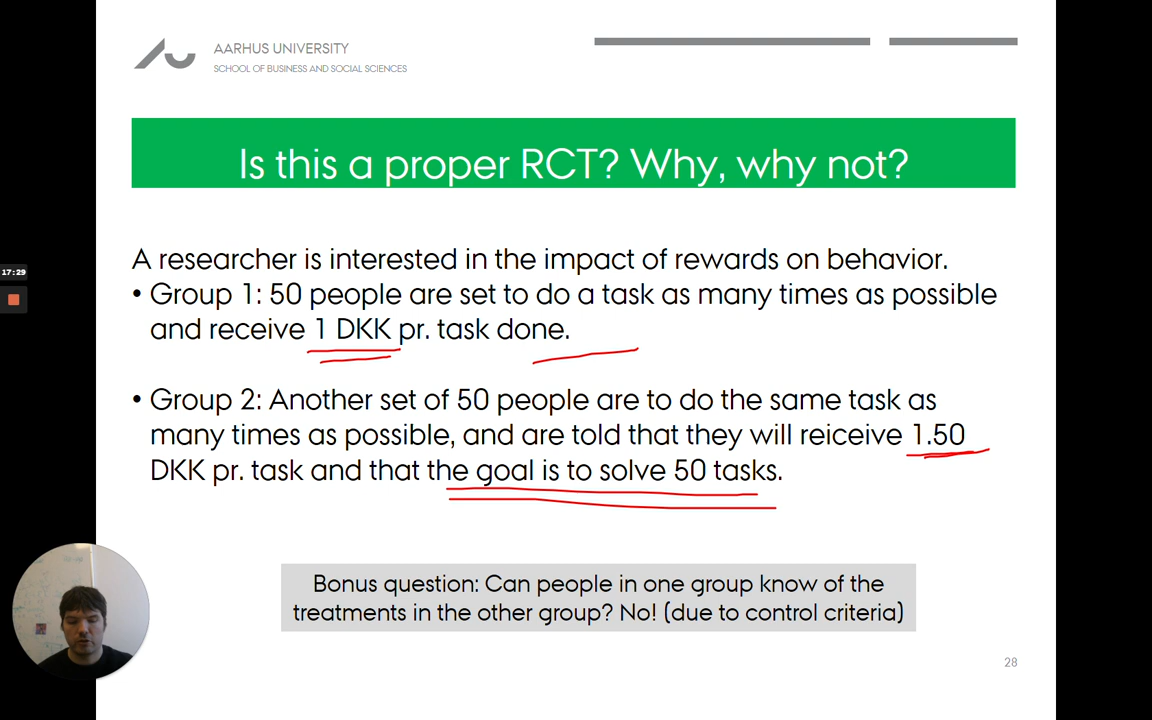 AARHUS UNIVERSITY
SCHOOL OF BUSINESS AND SOCIAL SCIENCES
Is this a proper RCT? Why, why not?
A researcher is interested in the impact of rewards on behavior.
• Group 1: 50 people are set to do a task as many times as possible
and receive 1 DKK pr. task done.
• Group 2: Another set of 50 people are to do the same task as
many times as possible, and are told that they will reiceive 1.50
DKK pr. task and that the goal is to solve 50 tasks.
17:29
Bonus question: Can people in one group know of the
treatments in the other group? No! (due to control criteria)
28